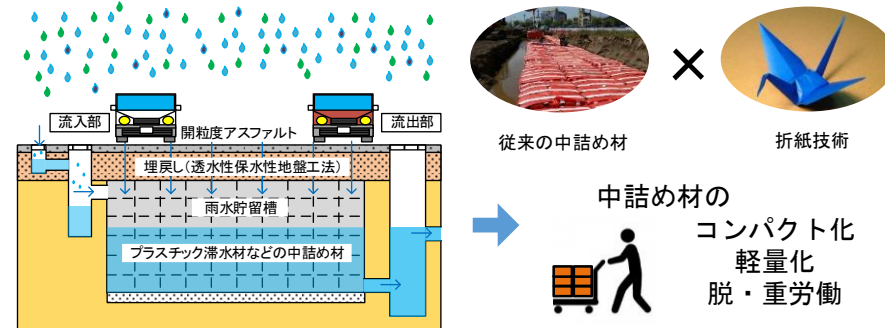 流入部
流出部
開粒度アスファルト
埋戻し(透水性保水性地盤工法)
雨水貯留槽
プラスチック滞水材などの中詰め材
×
従来の中詰め材
折紙技術
中詰め材の
コンパクト化
軽量化
脱・重労働